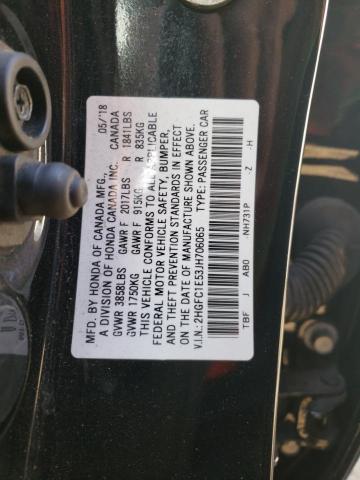 MFD. BY HONDA OF CANADA MFG. 05/'18
A DIVISION OF HONDA CANADA INC. CANADA
GVWR 3858LBS GAWR F 2017LBS R 1841LBS
GVWR 1750KG GAWR F 915KG R 835KG
THIS VEHICLE CONFORMS TO ALL APPLICABLE
FEDERAL MOTOR VEHICLE SAFETY, BUMPER,
AND THEFT PREVENTION STANDARDS IN EFFECT
ON THE DATE OF MANUFACTURE SHOWN ABOVE.
V.I.N.: 2HGFC1E53JH706065 TYPE: PASSENGER CAR
TBF J AB0 NH731P Z -H